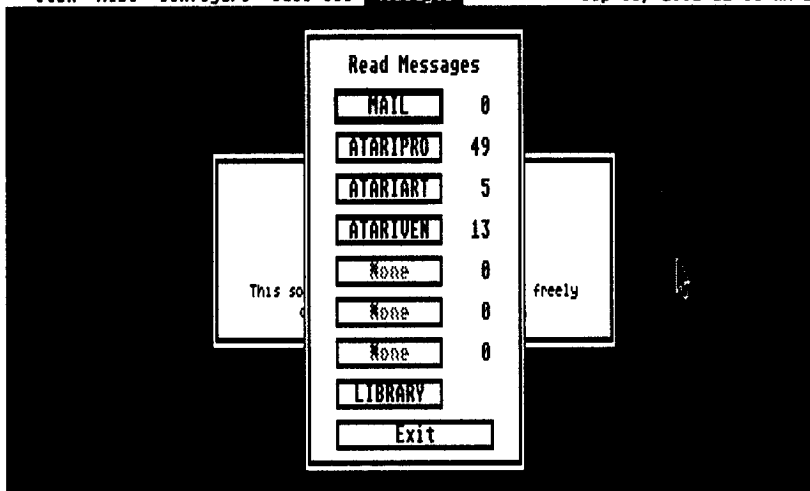 Read Messages
MAIL 0
ATARIPRO 49
ATARIART 5
ATARIVEN 13
None 0
None 0
None 0
LIBRARY
Exit
This so
freely